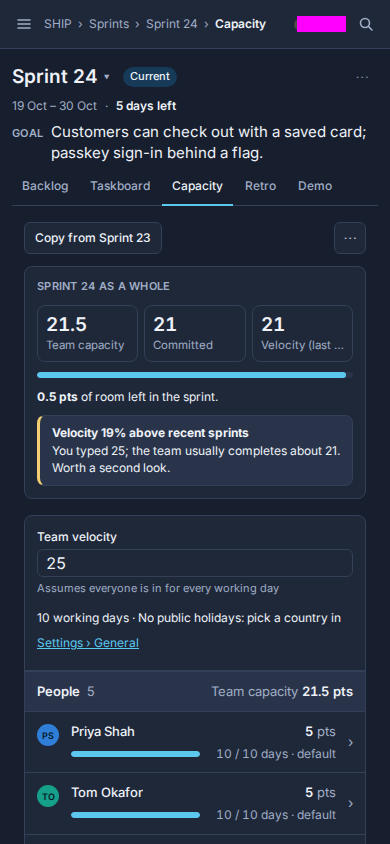 SHIP › Sprints › Sprint 24 › Capacity
Sprint 24 ▾ Current ...
19 Oct – 30 Oct · 5 days left
GOAL Customers can check out with a saved card;
passkey sign-in behind a flag.
Backlog Taskboard Capacity Retro Demo
Copy from Sprint 23 ...
SPRINT 24 AS A WHOLE
21.5 21 21
Team capacity Committed Velocity (last ...
0.5 pts of room left in the sprint.
Velocity 19% above recent sprints
You typed 25; the team usually completes about 21.
Worth a second look.
Team velocity
25
Assumes everyone is in for every working day
10 working days · No public holidays: pick a country in
Settings › General
People 5 Team capacity 21.5 pts
PS Priya Shah 5 pts ›
10 / 10 days · default
TO Tom Okafor 5 pts ›
10 / 10 days · default